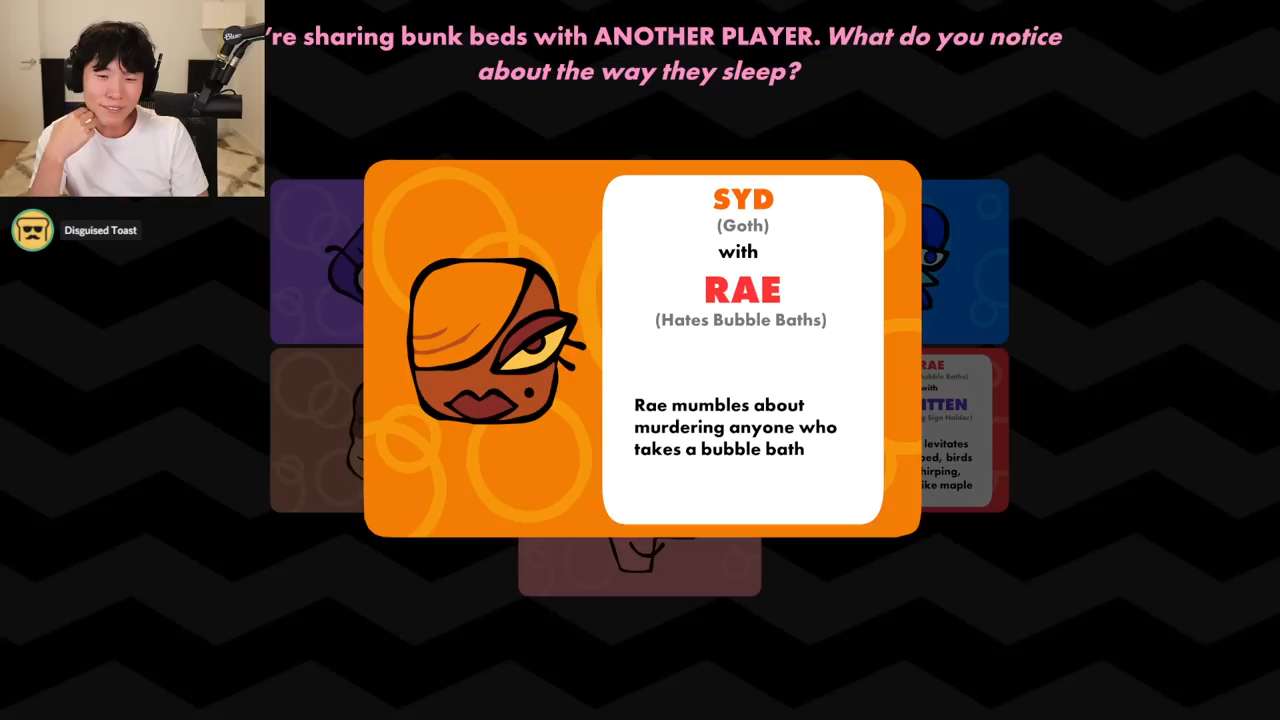 're sharing bunk beds with ANOTHER PLAYER. What do you notice
about the way they sleep?
Blue
Disguised Toast
SYD
(Goth)
with
RAE
(Hates Bubble Baths)
Rae mumbles about
murdering anyone who
takes a bubble bath
RAE
Baths)
with
ITTEN
Sign Holder)
levitates
bed, birds
hirping,
ike maple